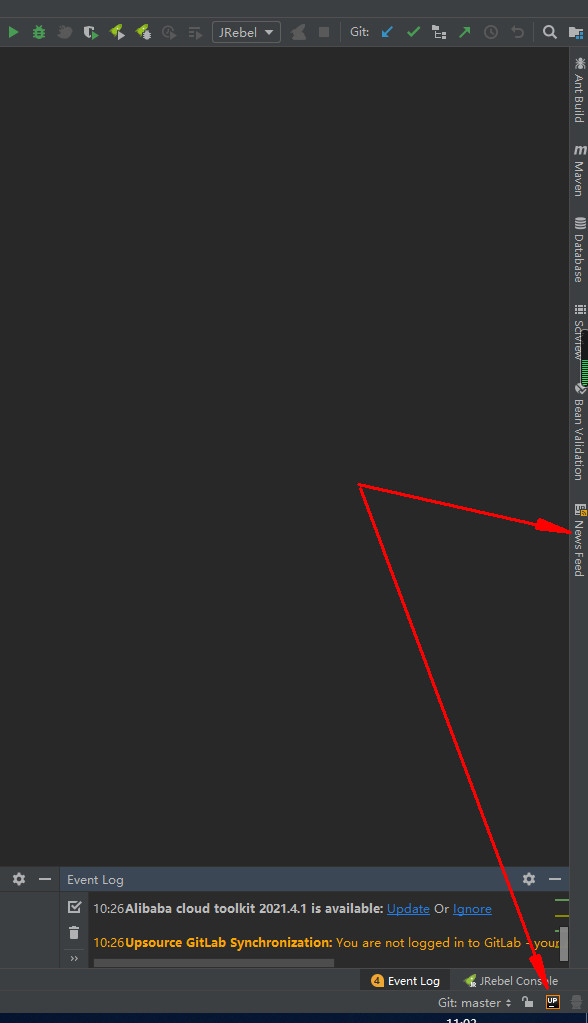 JRebel
Git:
Ant Build
Maven
Database
SciView
Bean Validation
News Feed
Event Log
10:26 Alibaba cloud toolkit 2021.4.1 is available: Update Or Ignore
10:26 Upsource GitLab Synchronization: You are not logged in to GitLab - your
4 Event Log
JRebel Console
Git: master
UP